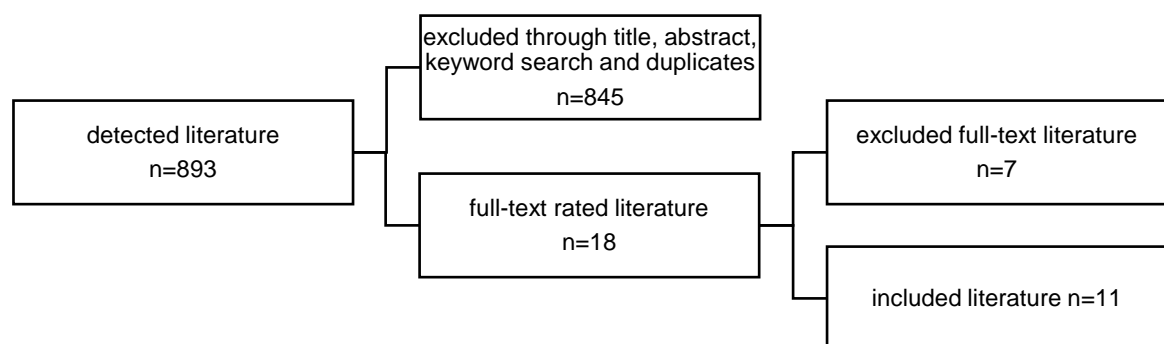 excluded through title, abstract,
keyword search and duplicates
n=845
detected literature
n=893
excluded full-text literature
n=7
full-text rated literature
n=18
included literature n=11